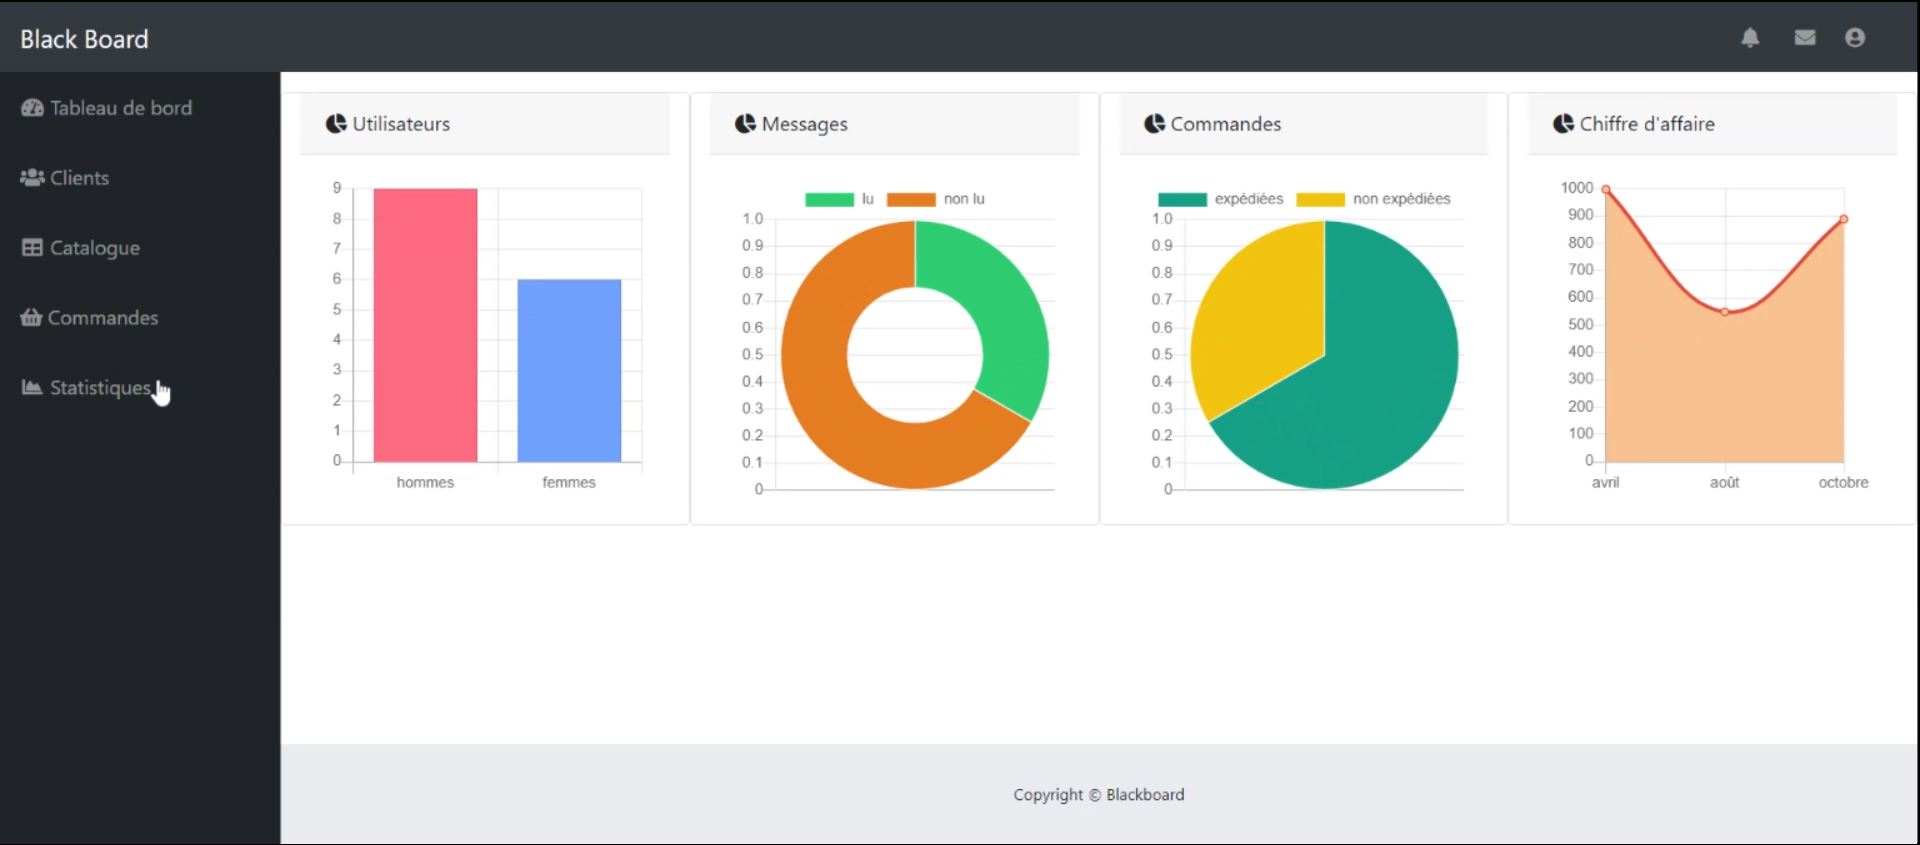 Black Board
Tableau de bord
Clients
Catalogue
Commandes
Statistiques
Utilisateurs
9
8
7
6
5
4
3
2
1
0
hommes femmes
Messages
lu non lu
1.0
0.9
0.8
0.7
0.6
0.5
0.4
0.3
0.2
0.1
0
Commandes
expédiées non expédiées
1.0
0.9
0.8
0.7
0.6
0.5
0.4
0.3
0.2
0.1
0
Chiffre d'affaire
1000
900
800
700
600
500
400
300
200
100
0
avril août octobre
Copyright © Blackboard